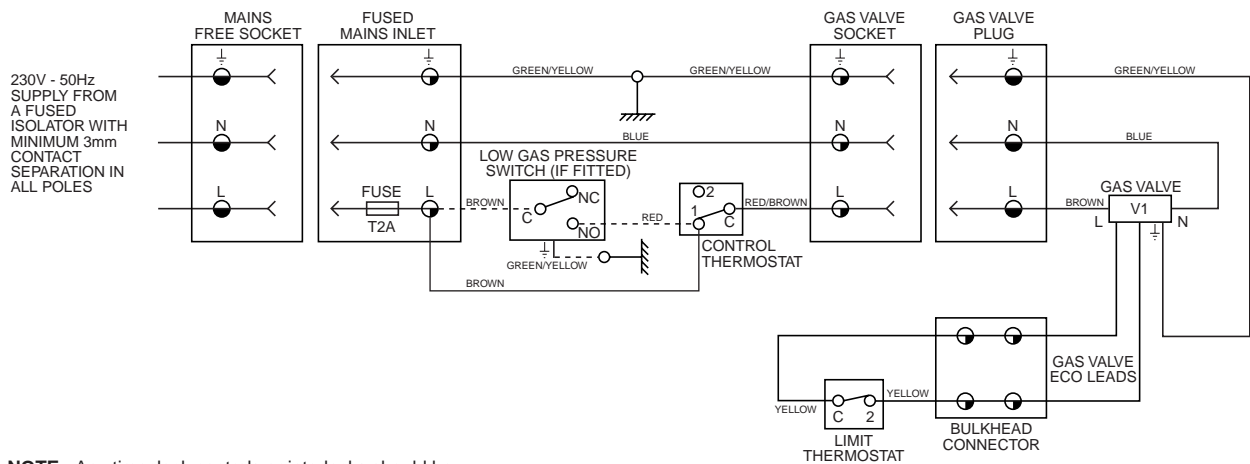 MAINS
FREE SOCKET
FUSED
MAINS INLET
GAS VALVE
SOCKET
GAS VALVE
PLUG
230V - 50Hz
SUPPLY FROM
A FUSED
ISOLATOR WITH
MINIMUM 3mm
CONTACT
SEPARATION IN
ALL POLES
GREEN/YELLOW
GREEN/YELLOW
GREEN/YELLOW
N
N
BLUE
N
N
BLUE
LOW GAS PRESSURE
SWITCH (IF FITTED)
L
FUSE
T2A
L
BROWN
C
NC
NO
RED
2
1
C
RED/BROWN
L
L
BROWN
GAS VALVE
V1
L
N
CONTROL
THERMOSTAT
GREEN/YELLOW
BROWN
GAS VALVE
ECO LEADS
YELLOW
C
2
YELLOW
LIMIT
THERMOSTAT
BULKHEAD
CONNECTOR